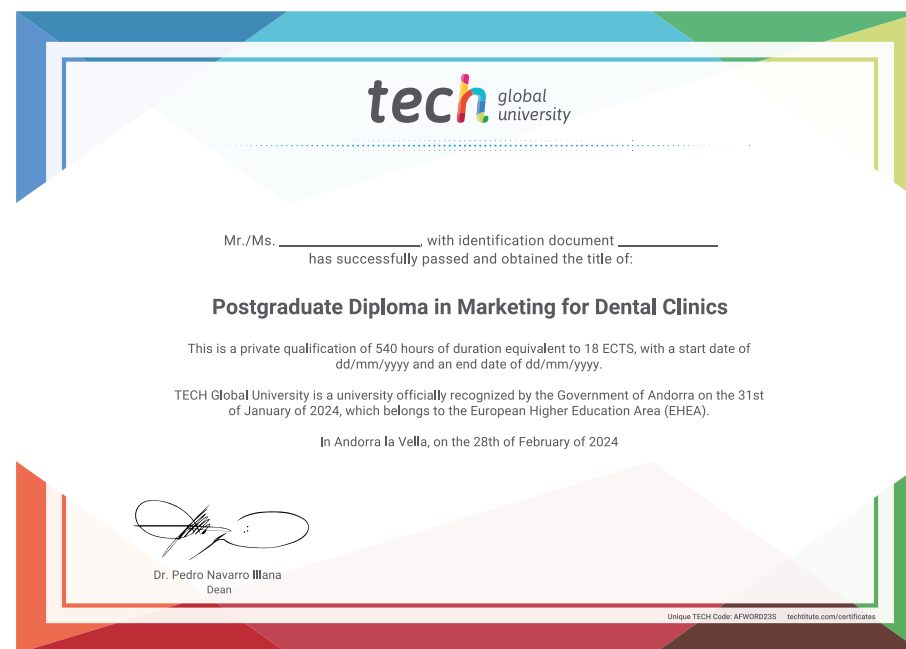 tech global
university
Mr./Ms. ____________, with identification document ____________
has successfully passed and obtained the title of:
Postgraduate Diploma in Marketing for Dental Clinics
This is a private qualification of 540 hours of duration equivalent to 18 ECTS, with a start date of
dd/mm/yyyy and an end date of dd/mm/yyyy.
TECH Global University is a university officially recognized by the Government of Andorra on the 31st
of January of 2024, which belongs to the European Higher Education Area (EHEA).
In Andorra la Vella, on the 28th of February of 2024
Dr. Pedro Navarro Illana
Dean
Unique TECH Code: AFWORD23S techtitute.com/certificates